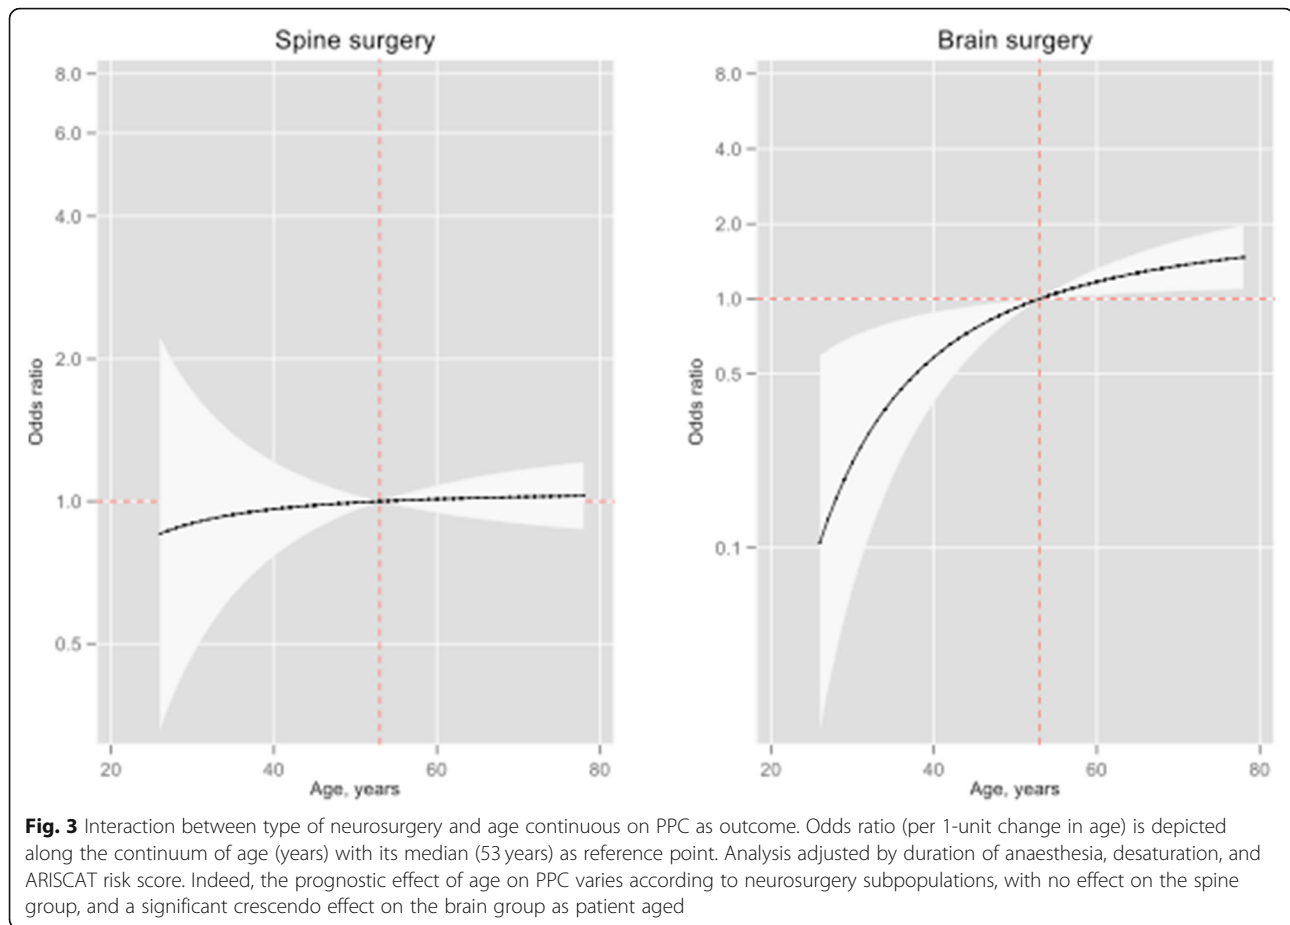 Spine surgery
8.0
6.0
4.0
2.0
1.0
0.5
Odds ratio
20 40 60 80
Age, years
Brain surgery
8.0
4.0
2.0
1.0
0.5
0.1
Odds ratio
20 40 60 80
Age, years
Fig. 3 Interaction between type of neurosurgery and age continuous on PPC as outcome. Odds ratio (per 1-unit change in age) is depicted
along the continuum of age (years) with its median (53 years) as reference point. Analysis adjusted by duration of anaesthesia, desaturation, and
ARISCAT risk score. Indeed, the prognostic effect of age on PPC varies according to neurosurgery subpopulations, with no effect on the spine
group, and a significant crescendo effect on the brain group as patient aged